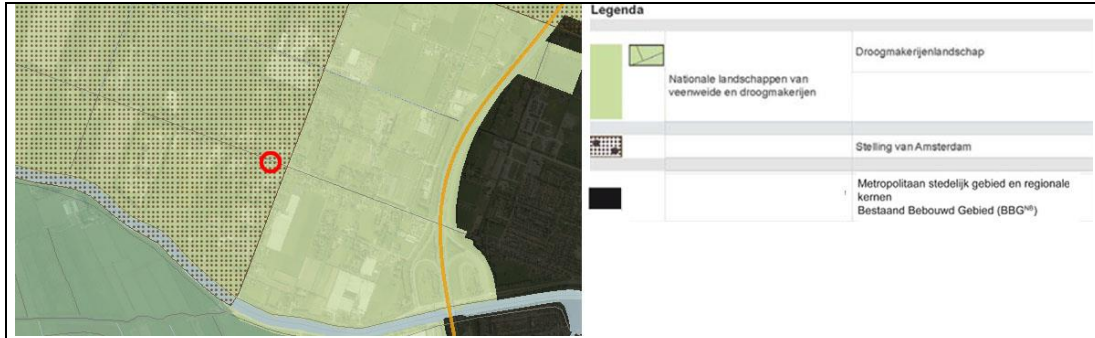 Legenda
Droogmakerijenlandschap
Nationale landschappen van
veenweide en droogmakerijen
Stelling van Amsterdam
Metropolitaan stedelijk gebied en regionale
kernen
Bestaand Bebouwd Gebied (BBGᴺᴮ)